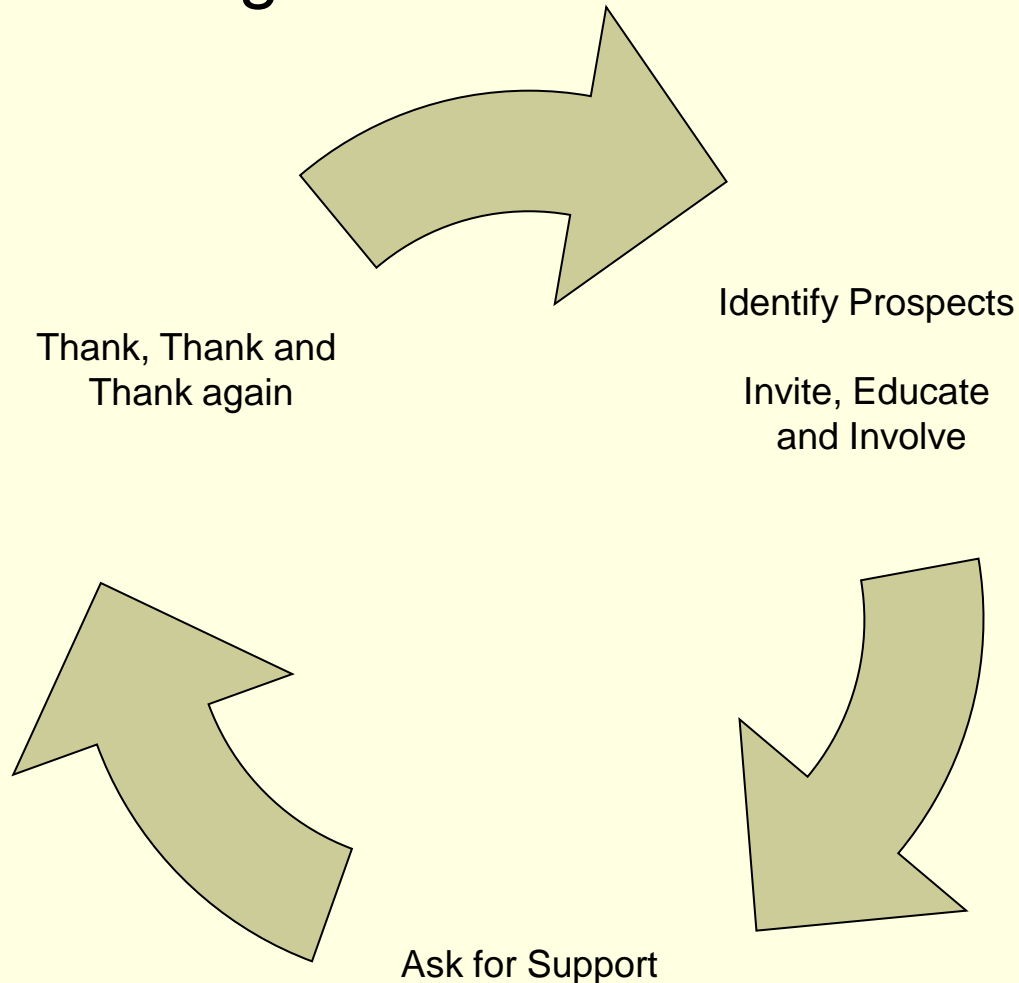 Identify Prospects
Invite, Educate
and Involve
Ask for Support
Thank, Thank and
Thank again